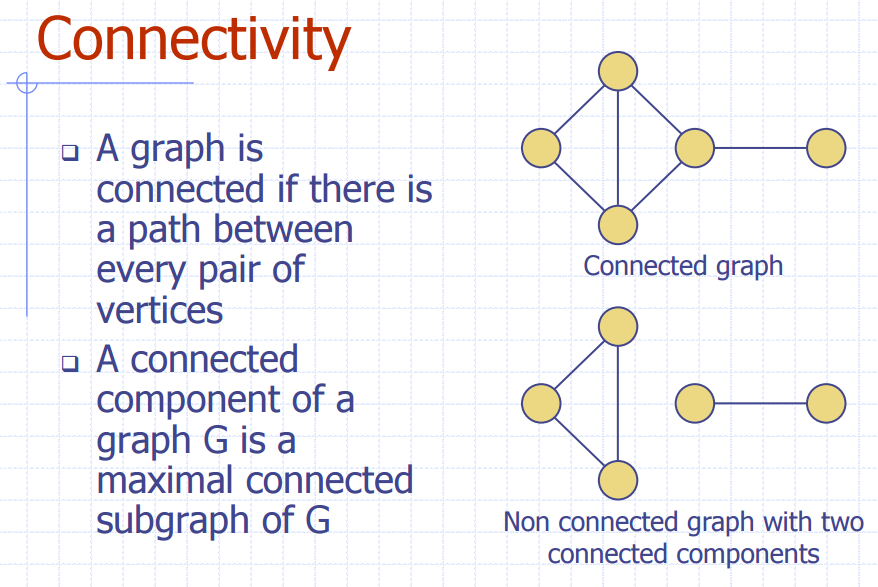 Connectivity
❑ A graph is
connected if there is
a path between
every pair of
vertices
❑ A connected
component of a
graph G is a
maximal connected
subgraph of G
Connected graph
Non connected graph with two
connected components